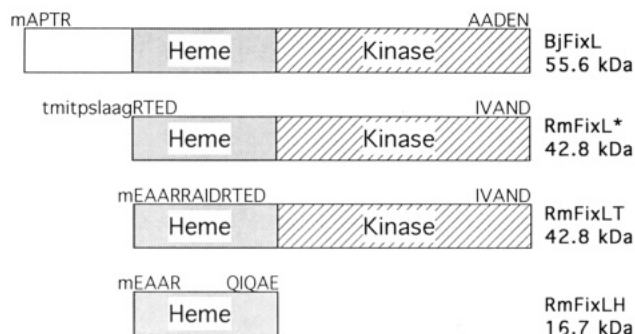 mAPTR AADEN
Heme Kinase BjFixL
55.6 kDa
tmitpslaagRTED IVAND
Heme Kinase RmFixL*
42.8 kDa
mEAARRAIDRTED IVAND
Heme Kinase RmFixLT
42.8 kDa
mEAAR QIQAE
Heme RmFixLH
16.7 kDa